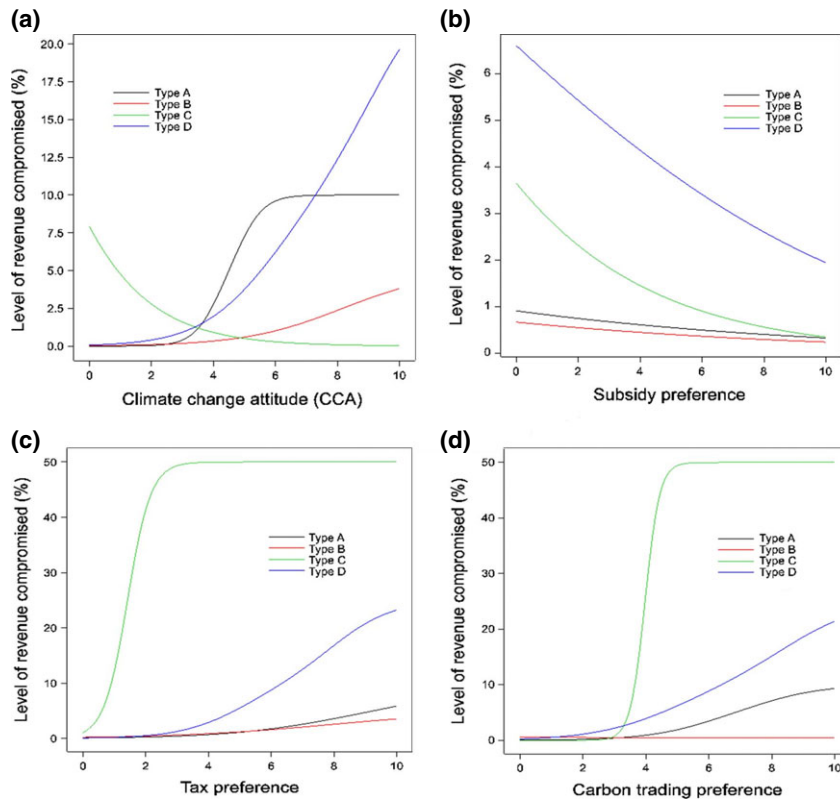 (a)
Level of revenue compromised (%)
20.0
17.5
15.0
12.5
10.0
7.5
5.0
2.5
0.0
Type A
Type B
Type C
Type D
0 2 4 6 8 10
Climate change attitude (CCA)
(b)
Level of revenue compromised (%)
6
5
4
3
2
1
0
Type A
Type B
Type C
Type D
0 2 4 6 8 10
Subsidy preference
(c)
Level of revenue compromised (%)
50
40
30
20
10
0
Type A
Type B
Type C
Type D
0 2 4 6 8 10
Tax preference
(d)
Level of revenue compromised (%)
50
40
30
20
10
0
Type A
Type B
Type C
Type D
0 2 4 6 8 10
Carbon trading preference